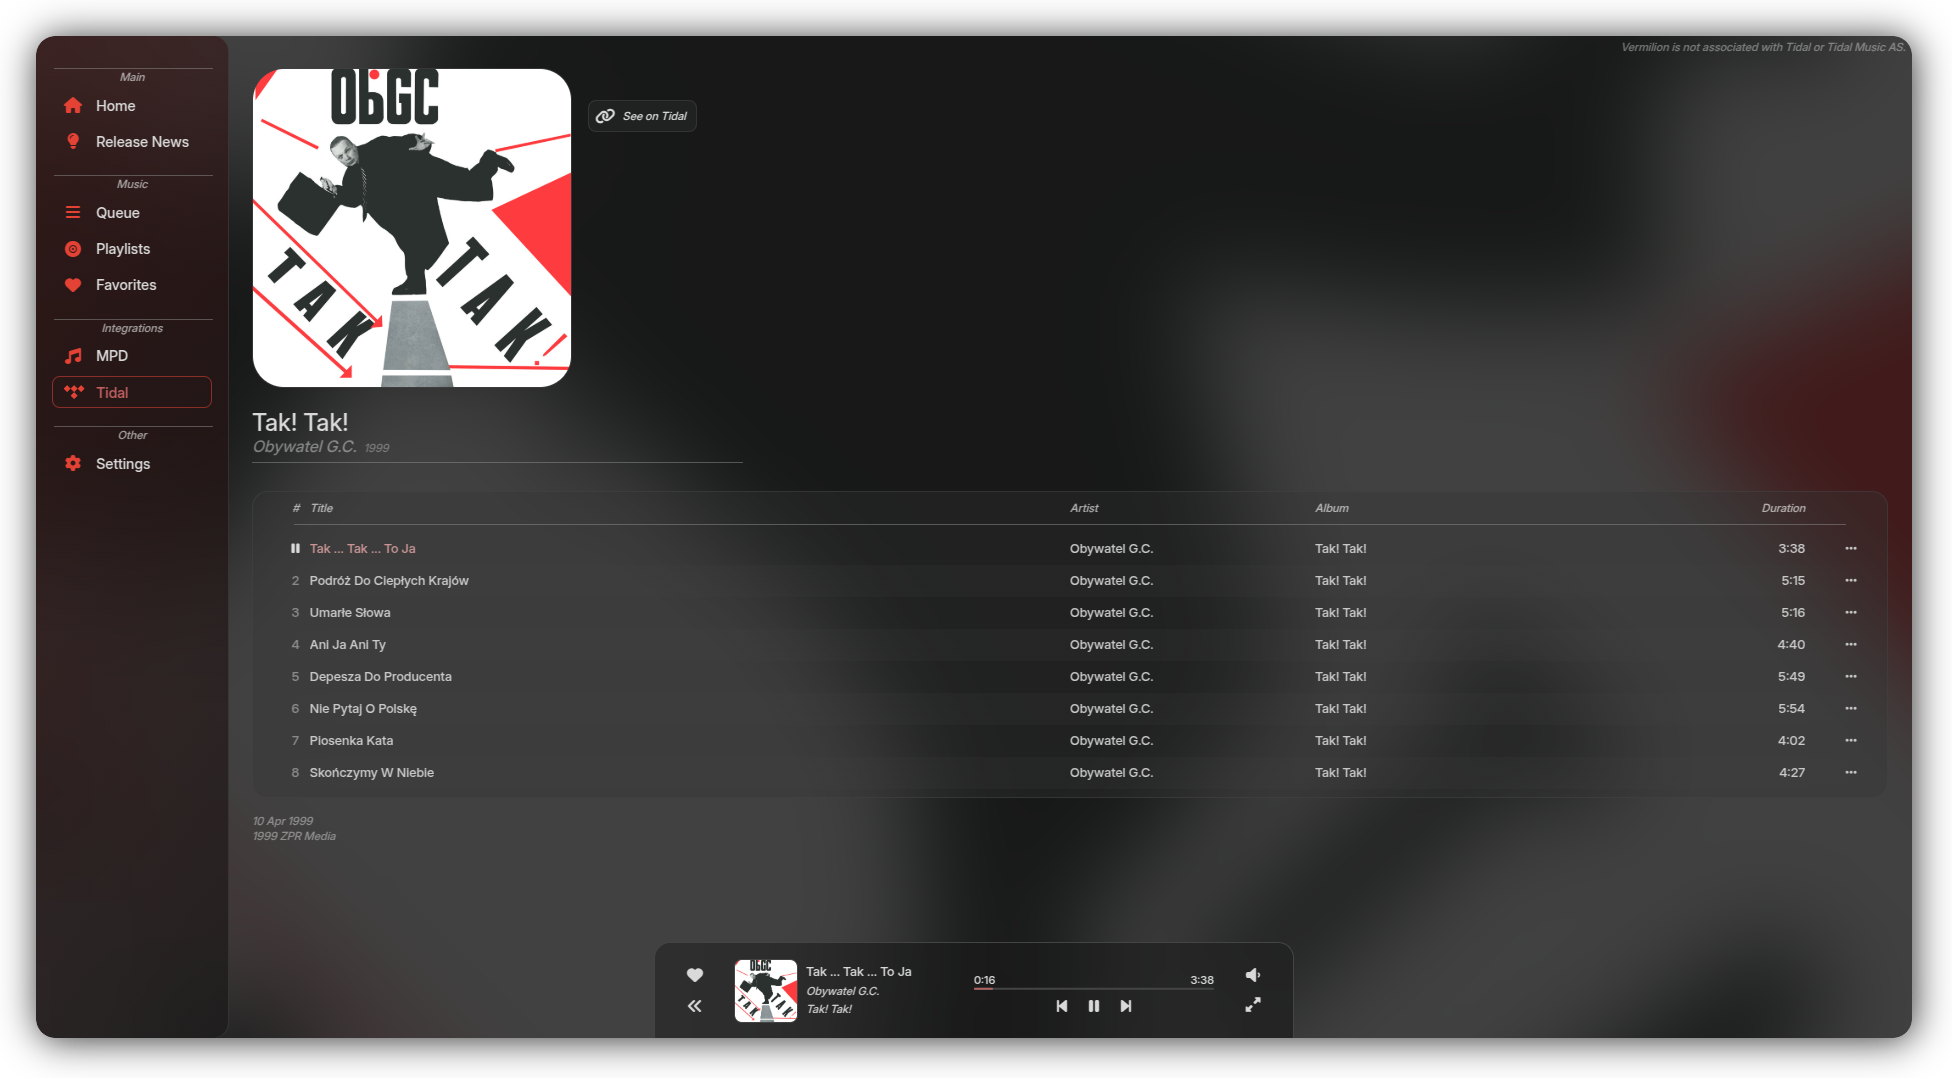 Vermilion is not associated with Tidal or Tidal Music AS.
Main
Home
Release News
Music
Queue
Playlists
Favorites
Integrations
MPD
Tidal
Other
Settings
ObGC
TAK
TAK!
See on Tidal
Tak! Tak!
Obywatel G.C. 1999
# Title Artist Album Duration
Tak ... Tak ... To Ja Obywatel G.C. Tak! Tak! 3:38
2 Podróż Do Ciepłych Krajów Obywatel G.C. Tak! Tak! 5:15
3 Umarłe Słowa Obywatel G.C. Tak! Tak! 5:16
4 Ani Ja Ani Ty Obywatel G.C. Tak! Tak! 4:40
5 Depesza Do Producenta Obywatel G.C. Tak! Tak! 5:49
6 Nie Pytaj O Polskę Obywatel G.C. Tak! Tak! 5:54
7 Piosenka Kata Obywatel G.C. Tak! Tak! 4:02
8 Skończymy W Niebie Obywatel G.C. Tak! Tak! 4:27
10 Apr 1999
1999 ZPR Media
ObGC
TAK
TAK!
Tak ... Tak ... To Ja
Obywatel G.C.
Tak! Tak!
0:16 3:38